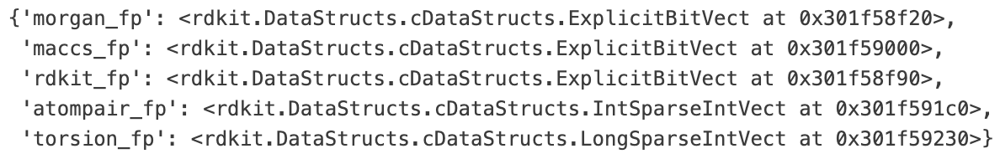 {'morgan_fp': <rdkit.DataStructs.cDataStructs.ExplicitBitVect at 0x301f58f20>,
 'maccs_fp': <rdkit.DataStructs.cDataStructs.ExplicitBitVect at 0x301f59000>,
 'rdkit_fp': <rdkit.DataStructs.cDataStructs.ExplicitBitVect at 0x301f58f90>,
 'atompair_fp': <rdkit.DataStructs.cDataStructs.IntSparseIntVect at 0x301f591c0>,
 'torsion_fp': <rdkit.DataStructs.cDataStructs.LongSparseIntVect at 0x301f59230>}